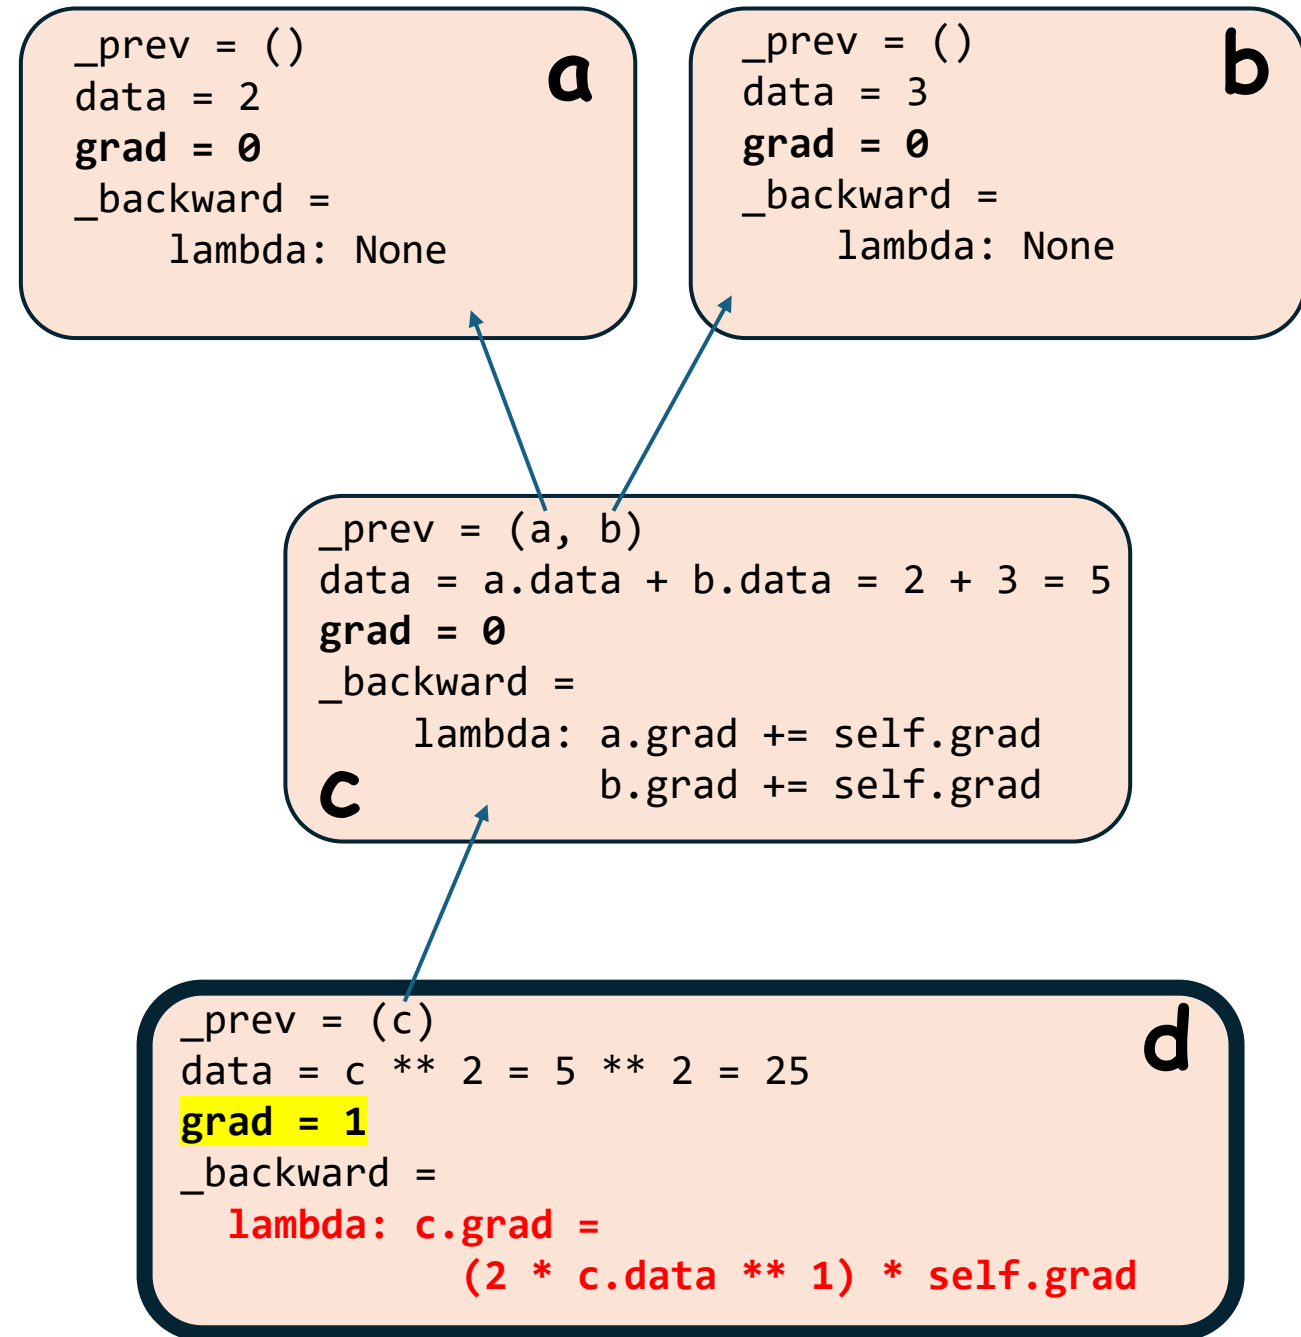 _prev = ()
data = 2
grad = 0
_backward =
lambda: None
a
_prev = ()
data = 3
grad = 0
_backward =
lambda: None
b
_prev = (a, b)
data = a.data + b.data = 2 + 3 = 5
grad = 0
_backward =
lambda: a.grad += self.grad
b.grad += self.grad
c
_prev = (c)
data = c ** 2 = 5 ** 2 = 25
grad = 1
_backward =
lambda: c.grad =
(2 * c.data ** 1) * self.grad
d